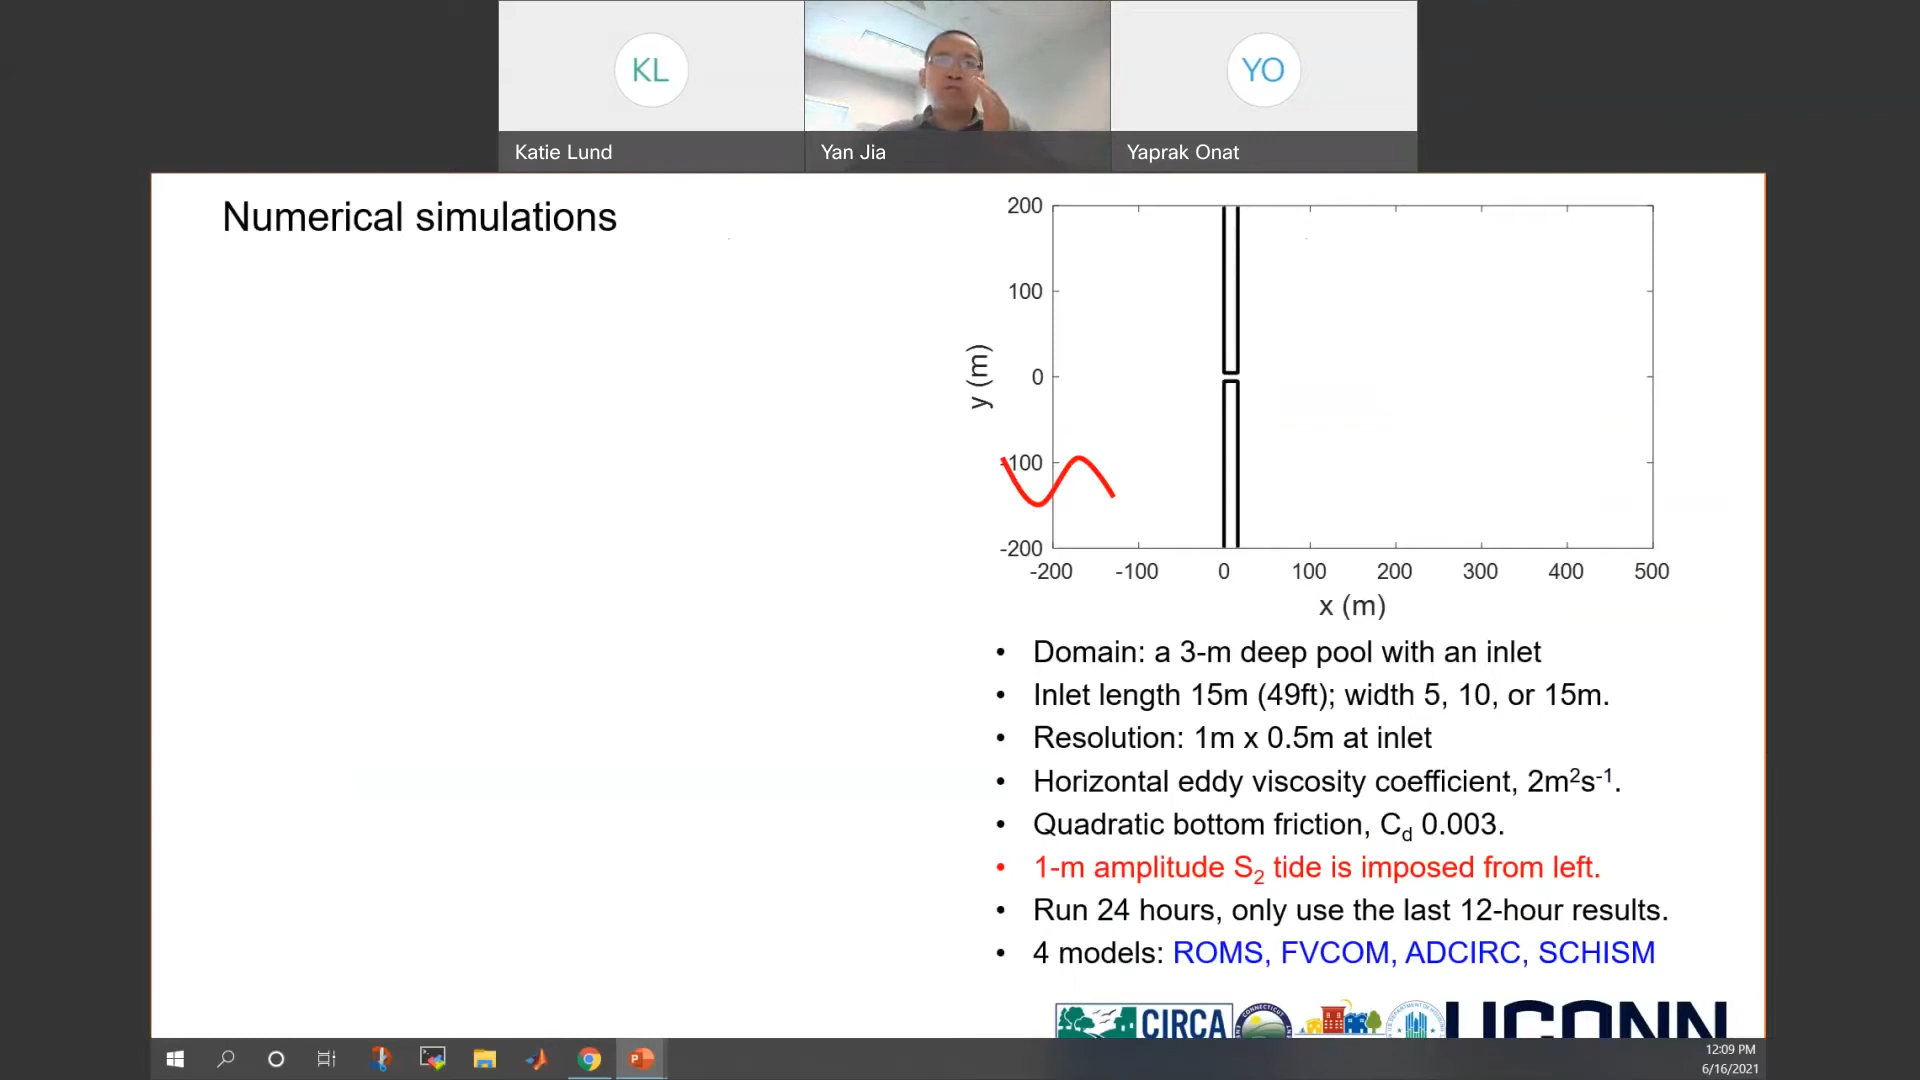 KL
YO
Katie Lund
Yan Jia
Yaprak Onat
Numerical simulations
200
100
0
-100
-200
y (m)
-200 -100 0 100 200 300 400 500
x (m)
• Domain: a 3-m deep pool with an inlet
• Inlet length 15m (49ft); width 5, 10, or 15m.
• Resolution: 1m x 0.5m at inlet
• Horizontal eddy viscosity coefficient, 2m²s⁻¹.
• Quadratic bottom friction, C_d 0.003.
• 1-m amplitude S₂ tide is imposed from left.
• Run 24 hours, only use the last 12-hour results.
• 4 models: ROMS, FVCOM, ADCIRC, SCHISM
CIRCA
CONNECTICUT
UCONN
12:09 PM
6/16/2021